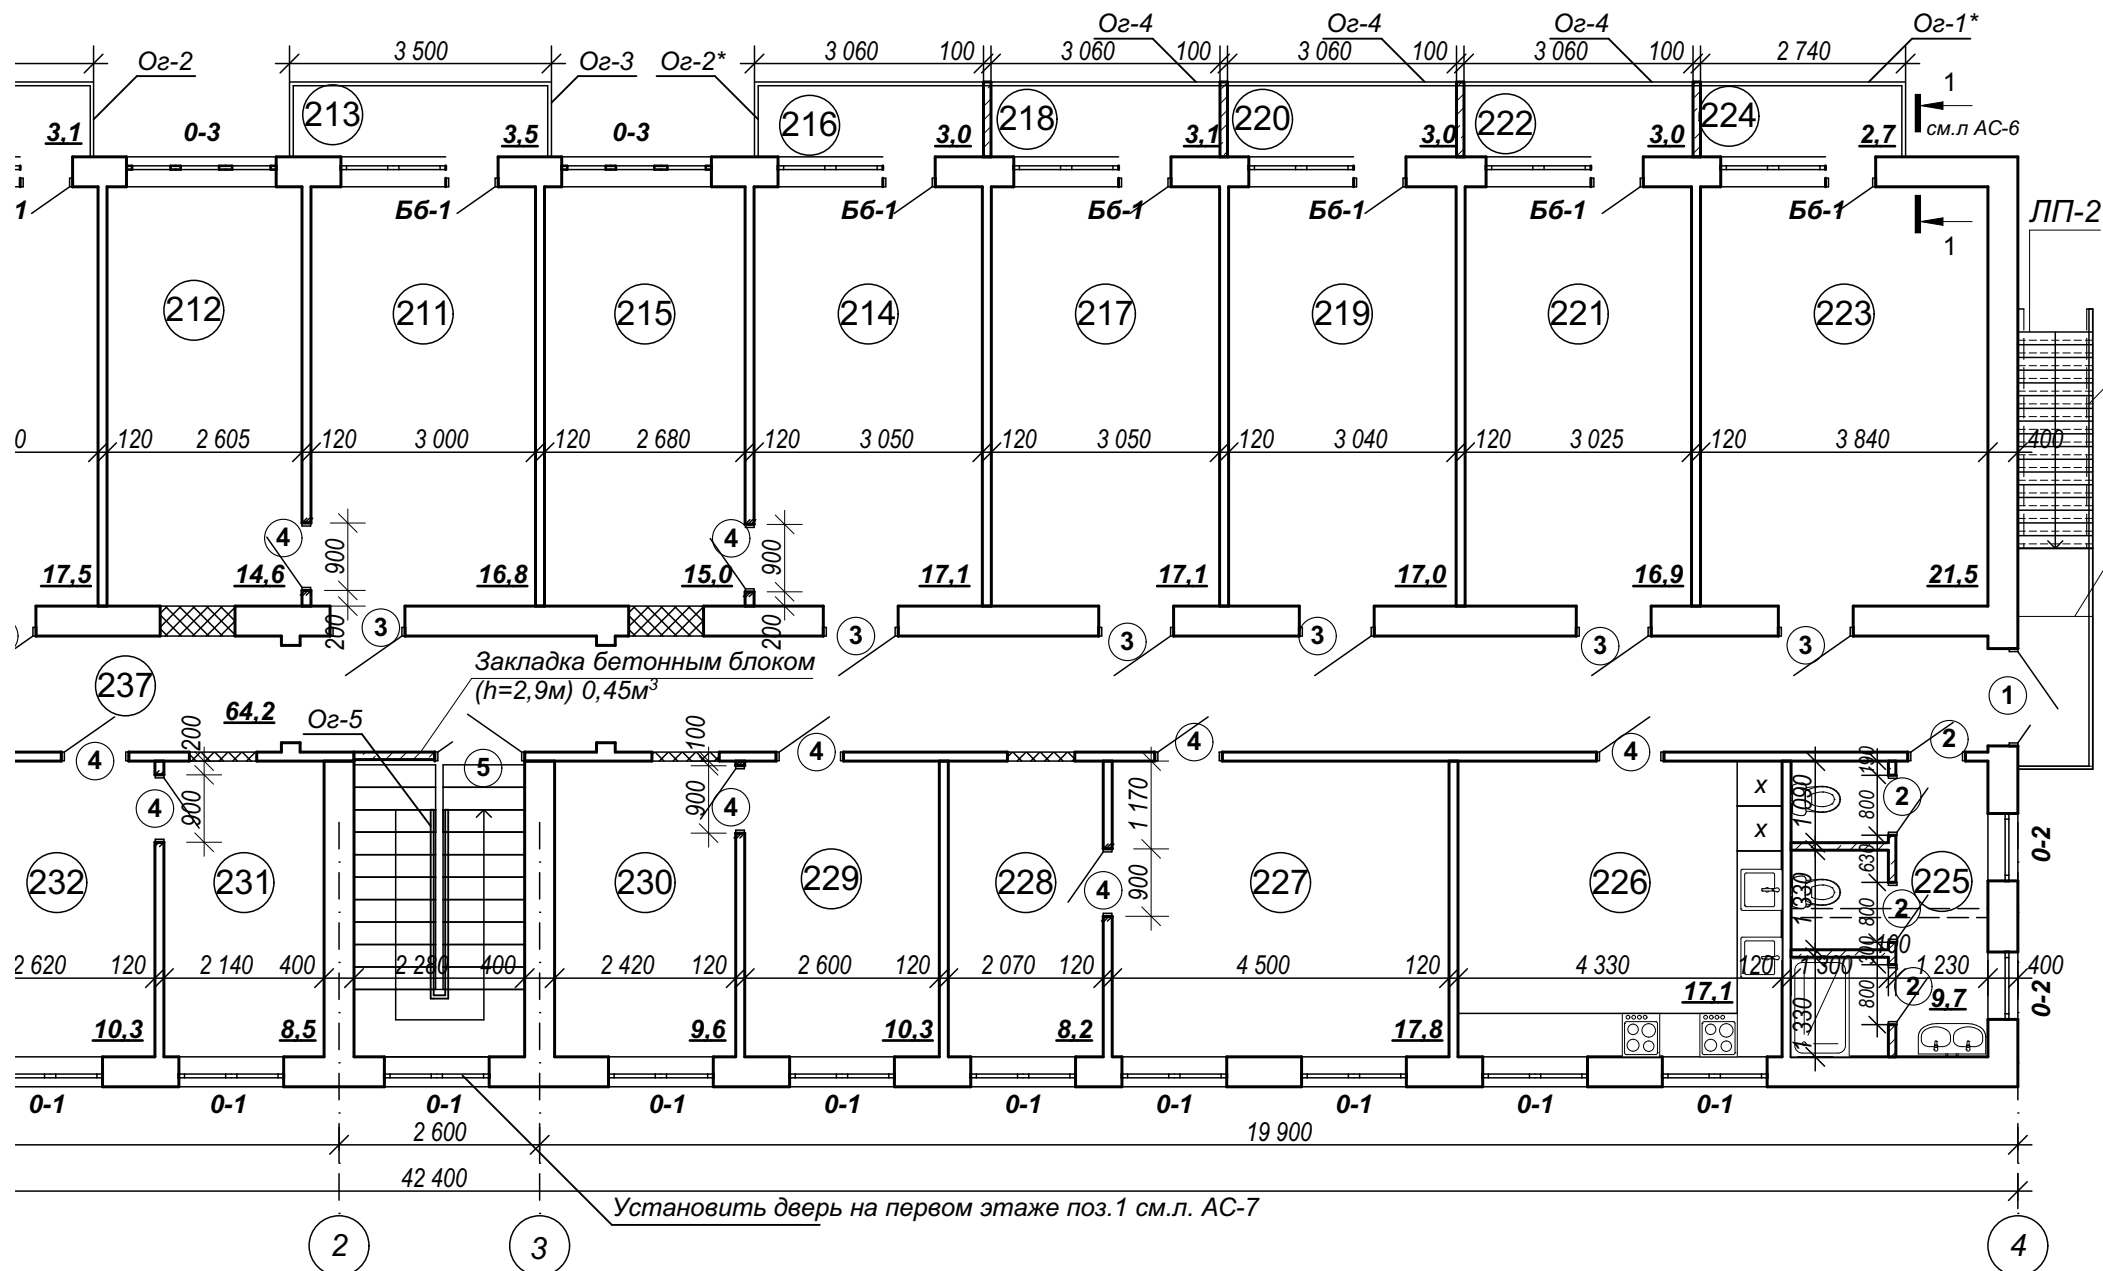 Ог-4 Ог-4 Ог-4 Ог-1*
Ог-2 3 500 Ог-3 Ог-2* 3 060 100 3 060 100 3 060 100 3 060 100 2 740
213 216 218 220 222 224 1
3,1 0-3 3,5 0-3 3,0 3,1 3,0 3,0 2,7 см.л АС-6
1 Бб-1 Бб-1 Бб-1 Бб-1 Бб-1 Бб-1 ЛП-2
1
212 211 215 214 217 219 221 223
0 120 2 605 120 3 000 120 2 680 120 3 050 120 3 050 120 3 040 120 3 025 120 3 840 400
4 900 4 900
17,5 14,6 16,8 15,0 17,1 17,1 17,0 16,9 21,5
200 3 200 3 3 3 3 3
Закладка бетонным блоком
(h=2,9м) 0,45м³
237 1
64,2 Ог-5
200 100
4 5 4 4 4 2
4 900 900 4 1 170 х 1 090 190 800 2
х
0-2
232 231 230 229 228 4 900 227 226 1 330 630 800 2 225
300 160
2 620 120 2 140 400 2 280 400 2 420 120 2 600 120 2 070 120 4 500 120 4 330 120 1 300 1 230 400
17,1 800 2 9,7 0-2
10,3 8,5 9,6 10,3 8,2 17,8 1 330
0-1 0-1 0-1 0-1 0-1 0-1 0-1 0-1 0-1 0-1
2 600 19 900
42 400
Установить дверь на первом этаже поз.1 см.л. АС-7
2 3 4